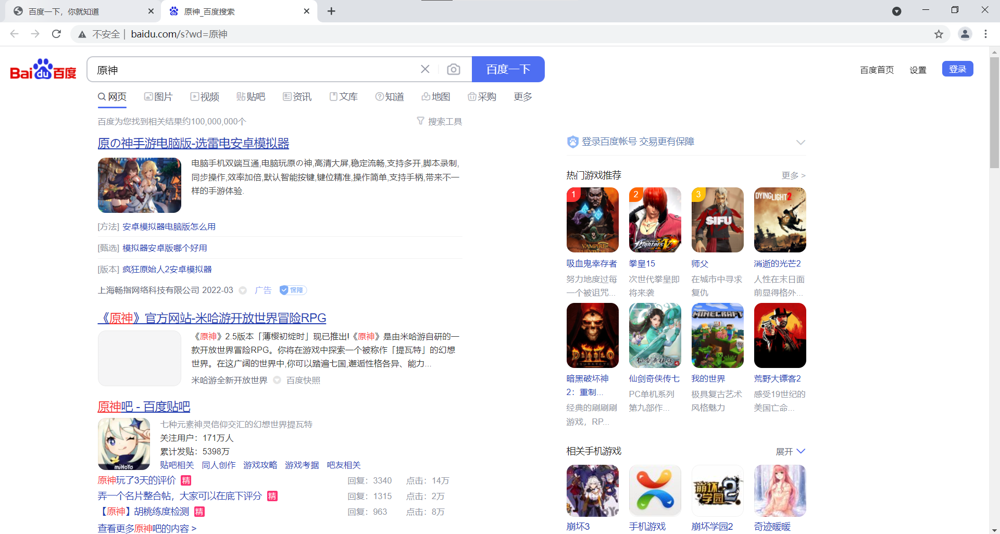 百度一下，你就知道
原神_百度搜索
不安全 | baidu.com/s?wd=原神
Bai du 百度
原神
百度一下
百度首页 设置 登录
网页 图片 视频 贴吧 资讯 文库 知道 地图 采购 更多
百度为您找到相关结果约100,000,000个
搜索工具
原の神手游电脑版-选雷电安卓模拟器
电脑手机双端互通,电脑玩原の神,高清大屏,稳定流畅,支持多开,脚本录制,
同步操作,效率加倍,默认智能按键,键位精准,操作简单,支持手柄,带来不一
样的手游体验.
[方法] 安卓模拟器电脑版怎么用
[甄选] 模拟器安卓版哪个好用
[版本] 疯狂原始人2安卓模拟器
上海畅指网络科技有限公司 2022-03 广告 保障
《原神》官方网站-米哈游开放世界冒险RPG
《原神》2.5版本「薄樱初绽时」现已推出!《原神》是由米哈游自研的一
款开放世界冒险RPG。你将在游戏中探索一个被称作「提瓦特」的幻想
世界。在这广阔的世界中,你可以踏遍七国,邂逅性格各异、能力...
米哈游全新开放世界 百度快照
原神吧 - 百度贴吧
七种元素神灵信仰交汇的幻想世界提瓦特
关注用户：171万人
累计发贴：5398万
贴吧相关 同人创作 游戏攻略 游戏考据 吧友相关
miHoYo
原神玩了3天的评价 精 回复：3340 点击：14万
弄一个名片整合帖，大家可以在底下评分 精 回复：1315 点击：2万
【原神】胡桃练度检测 精 回复：963 点击：8万
查看更多原神吧的内容 >
登录百度帐号 交易更有保障
热门游戏推荐 更多 >
1 2 3
VAMPIRE SURVIVORS
SIFU
DYING LIGHT 2
吸血鬼幸存者 拳皇15 师父 消逝的光芒2
努力地度过每 次世代拳皇即 在城市中寻求 人性在末日面
一个被诅咒... 将来袭 复仇 前显得格外...
DIABLO
仙剑奇侠传
MINECRAFT
暗黑破坏神 仙剑奇侠传七 我的世界 荒野大镖客2
2：重制... PC单机系列 极具复古艺术 感受19世纪的
经典的刷刷刷 第九部作... 风格魅力 美国亡命...
游戏，RP...
相关手机游戏 展开
崩坏学园2
崩坏3 手机游戏 崩坏学园2 奇迹暖暖